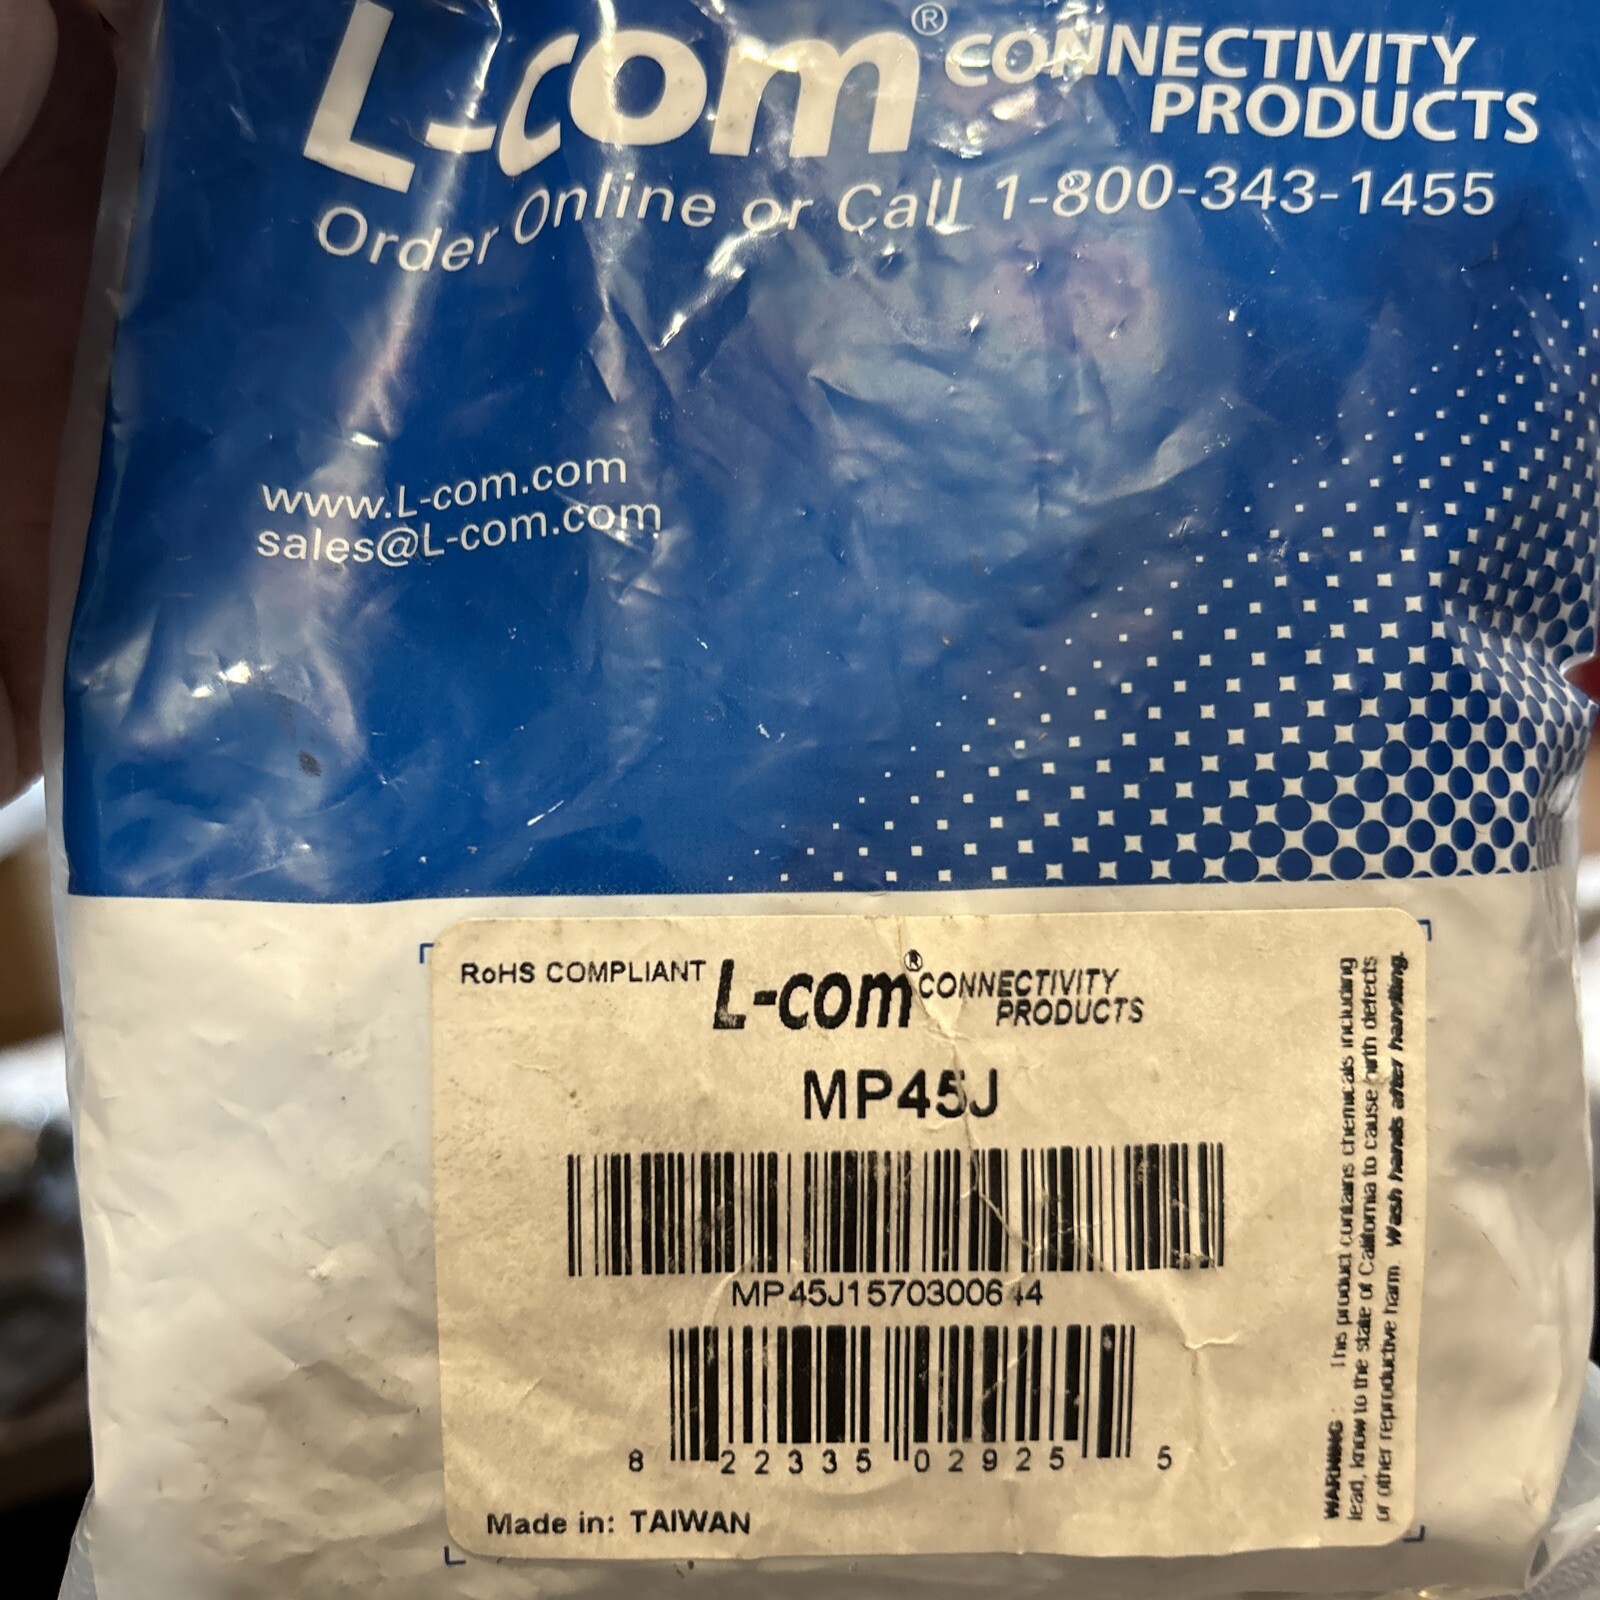 L-com® CONNECTIVITY
PRODUCTS
Order Online or Call 1-800-343-1455
www.L-com.com
sales@L-com.com
RoHS COMPLIANT L-com® CONNECTIVITY
PRODUCTS
MP45J
8 22335 02925 5
Made in: TAIWAN
WARNING: This product contains chemicals including
lead, know to the state of California to cause birth defects
or other reproductive harm. Wash hands after handling.